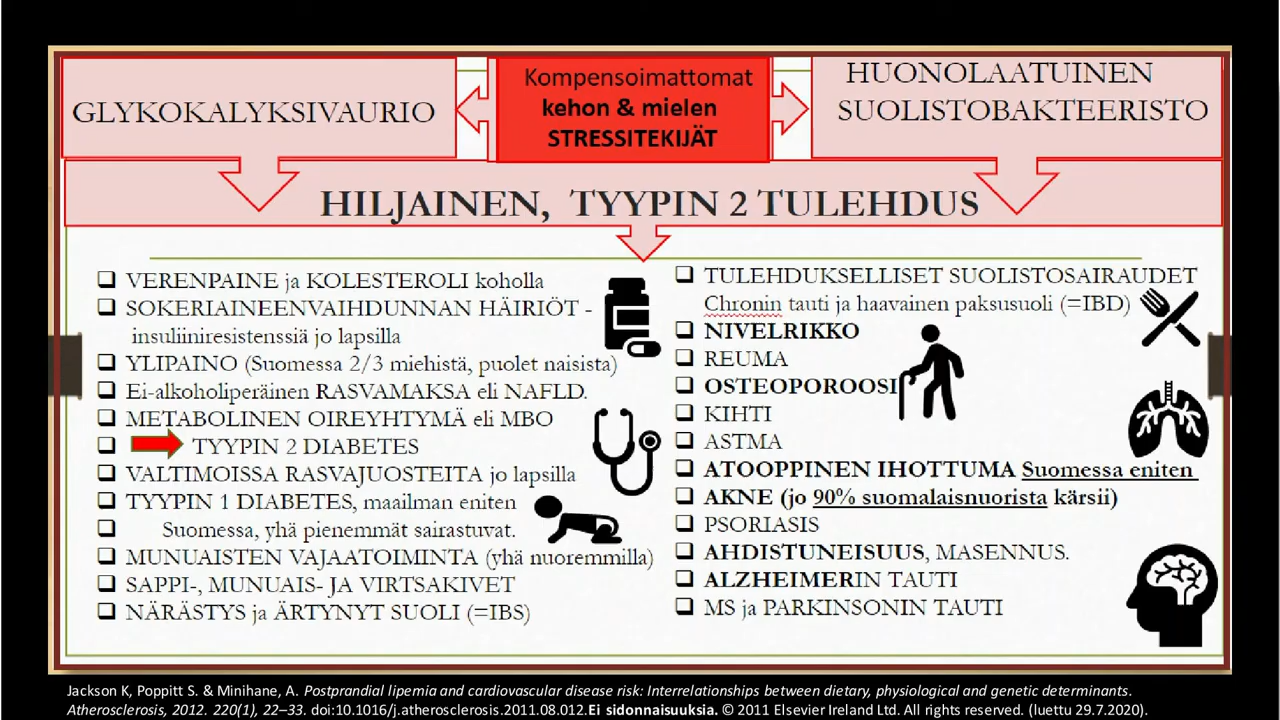 GLYKOKALYKSIVAURIO
Kompensoimattomat
kehon & mielen
STRESSITEKIJÄT
HUONOLAATUINEN
SUOLISTOBAKTEERISTO
HILJAINEN, TYYPIN 2 TULEHDUS
VERENPAINE ja KOLESTEROLI koholla
SOKERIAINEENVAIHDUNNAN HÄIRIÖT -
insuliiniresistenssiä jo lapsilla
YLIPAINO (Suomessa 2/3 miehistä, puolet naisista)
Ei-alkoholiperäinen RASVAMAKSA eli NAFLD.
METABOLINEN OIREYHTYMÄ eli MBO
TYYPIN 2 DIABETES
VALTIMOISSA RASVAJUOSTEITA jo lapsilla
TYYPIN 1 DIABETES, maailman eniten
Suomessa, yhä pienemmät sairastuvat.
MUNUAISTEN VAJAATOIMINTA (yhä nuoremmilla)
SAPPI-, MUNUAIS- JA VIRTSAKIVET
NÄRÄSTYS ja ÄRTYNYT SUOLI (=IBS)
TULEHDUKSELLISET SUOLISTOSAIRAUDET
Chronin tauti ja haavainen paksusuoli (=IBD)
NIVELRIKKO
REUMA
OSTEOPOROOSI
KIHTI
ASTMA
ATOOPPINEN IHOTTUMA Suomessa eniten
AKNE (jo 90% suomalaisnuorista kärsii)
PSORIASIS
AHDISTUNEISUUS, MASENNUS.
ALZHEIMERIN TAUTI
MS ja PARKINSONIN TAUTI
Jackson K, Poppitt S. & Minihane, A. Postprandial lipemia and cardiovascular disease risk: Interrelationships between dietary, physiological and genetic determinants.
Atherosclerosis, 2012. 220(1), 22–33. doi:10.1016/j.atherosclerosis.2011.08.012.Ei sidonnaisuuksia. © 2011 Elsevier Ireland Ltd. All rights reserved. (luettu 29.7.2020).